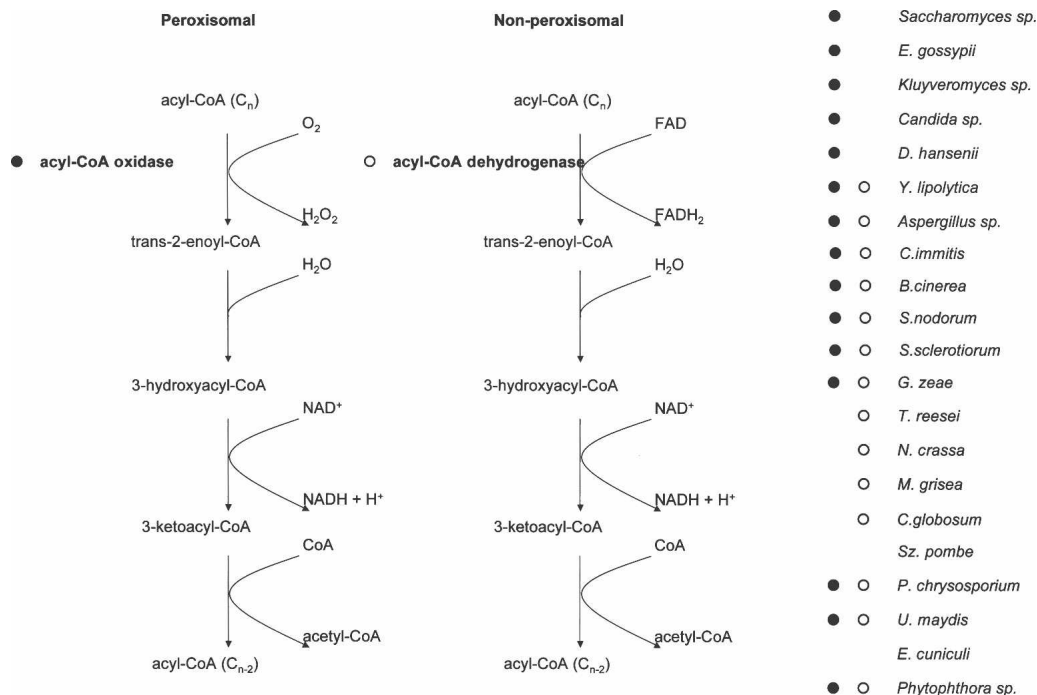 Peroxisomal
acyl-CoA (Cn)
O2
● acyl-CoA oxidase
H2O2
trans-2-enoyl-CoA
H2O
3-hydroxyacyl-CoA
NAD+
NADH + H+
3-ketoacyl-CoA
CoA
acetyl-CoA
acyl-CoA (Cn-2)
Non-peroxisomal
acyl-CoA (Cn)
FAD
○ acyl-CoA dehydrogenase
FADH2
trans-2-enoyl-CoA
H2O
3-hydroxyacyl-CoA
NAD+
NADH + H+
3-ketoacyl-CoA
CoA
acetyl-CoA
acyl-CoA (Cn-2)
● Saccharomyces sp.
● E. gossypii
● Kluyveromyces sp.
● Candida sp.
● D. hansenii
● ○ Y. lipolytica
● ○ Aspergillus sp.
● ○ C.immitis
● ○ B.cinerea
● ○ S.nodorum
● ○ S.sclerotiorum
● ○ G. zeae
○ T. reesei
○ N. crassa
○ M. grisea
○ C.globosum
Sz. pombe
● ○ P. chrysosporium
● ○ U. maydis
E. cuniculi
● ○ Phytophthora sp.